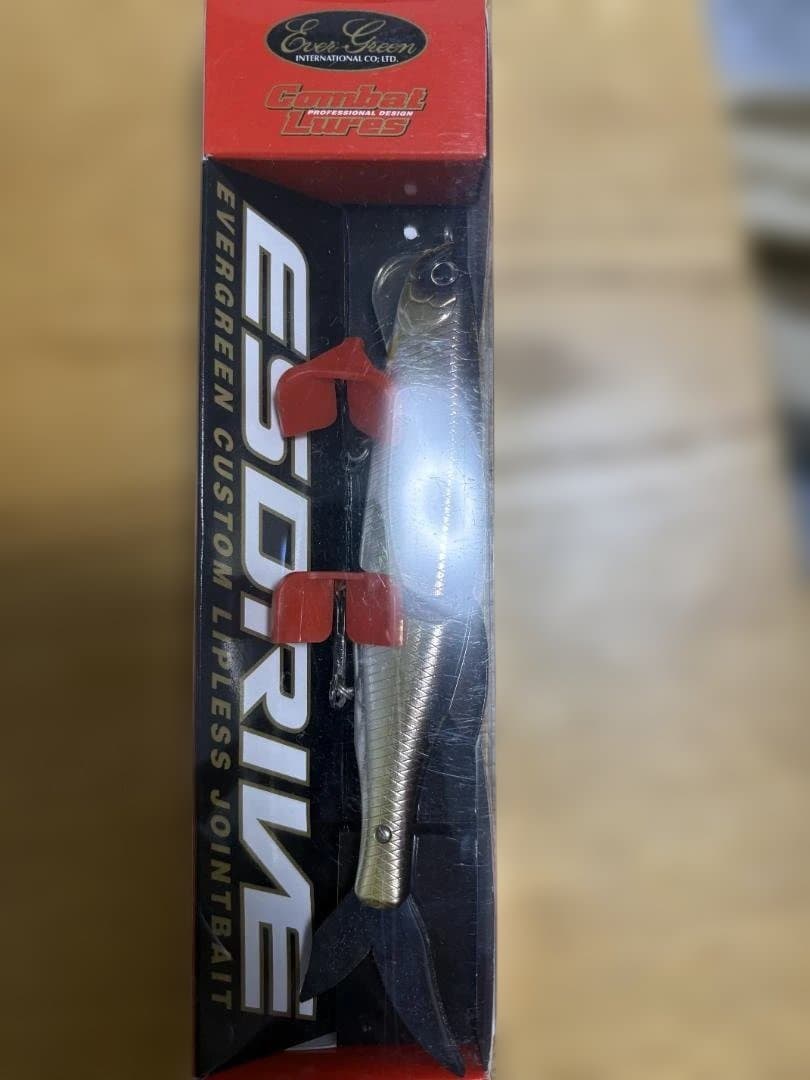 Ever Green
INTERNATIONAL CO; LTD.
Combat
PROFESSIONAL DESIGN
Lures
ESDRIVE
EVERGREEN CUSTOM LIPLESS JOINTBAIT